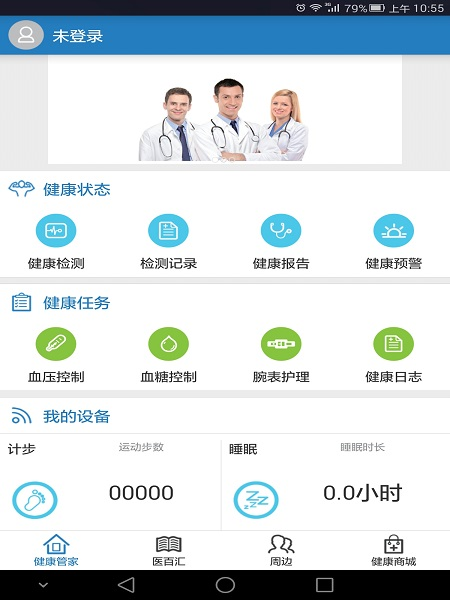 3G 79% 上午 10:55
未登录
健康状态
健康检测 检测记录 健康报告 健康预警
健康任务
血压控制 血糖控制 腕表护理 健康日志
我的设备
计步 运动步数 睡眠 睡眠时长
00000 0.0小时
健康管家 医百汇 周边 健康商城